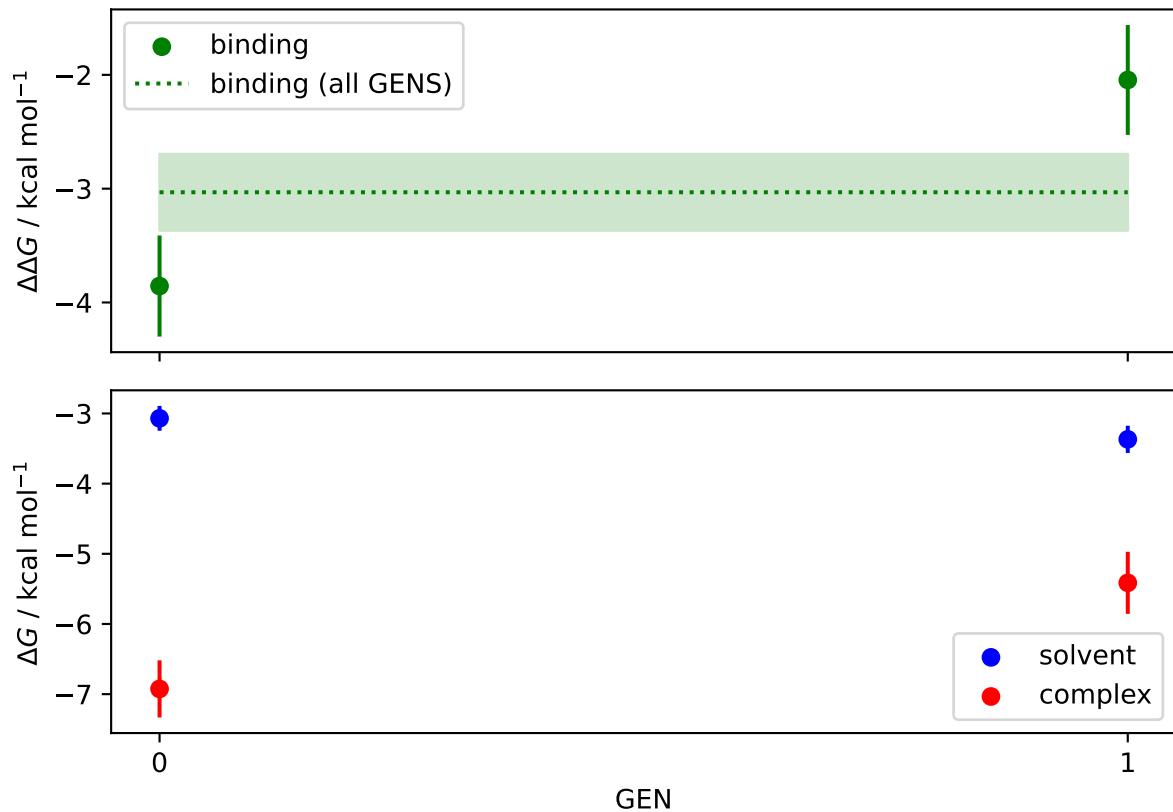 binding
binding (all GENS)
ΔΔG / kcal mol⁻¹
−2
−3
−4
ΔG / kcal mol⁻¹
−3
−4
−5
−6
−7
solvent
complex
0
1
GEN